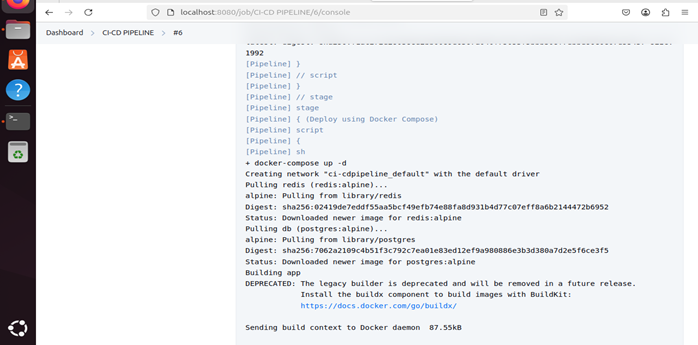 localhost:8080/job/CI-CD PIPELINE/6/console
Dashboard > CI-CD PIPELINE > #6
1992
[Pipeline] }
[Pipeline] // script
[Pipeline] }
[Pipeline] // stage
[Pipeline] stage
[Pipeline] { (Deploy using Docker Compose)
[Pipeline] script
[Pipeline] {
[Pipeline] sh
+ docker-compose up -d
Creating network "ci-cdpipeline_default" with the default driver
Pulling redis (redis:alpine)...
alpine: Pulling from library/redis
Digest: sha256:02419de7eddf55aa5bcf49efb74e88fa8d931b4d77c07eff8a6b2144472b6952
Status: Downloaded newer image for redis:alpine
Pulling db (postgres:alpine)...
alpine: Pulling from library/postgres
Digest: sha256:7062a2109c4b51f3c792c7ea01e83ed12ef9a980886e3b3d380a7d2e5f6ce3f5
Status: Downloaded newer image for postgres:alpine
Building app
DEPRECATED: The legacy builder is deprecated and will be removed in a future release.
Install the buildx component to build images with BuildKit:
https://docs.docker.com/go/buildx/
Sending build context to Docker daemon  87.55kB